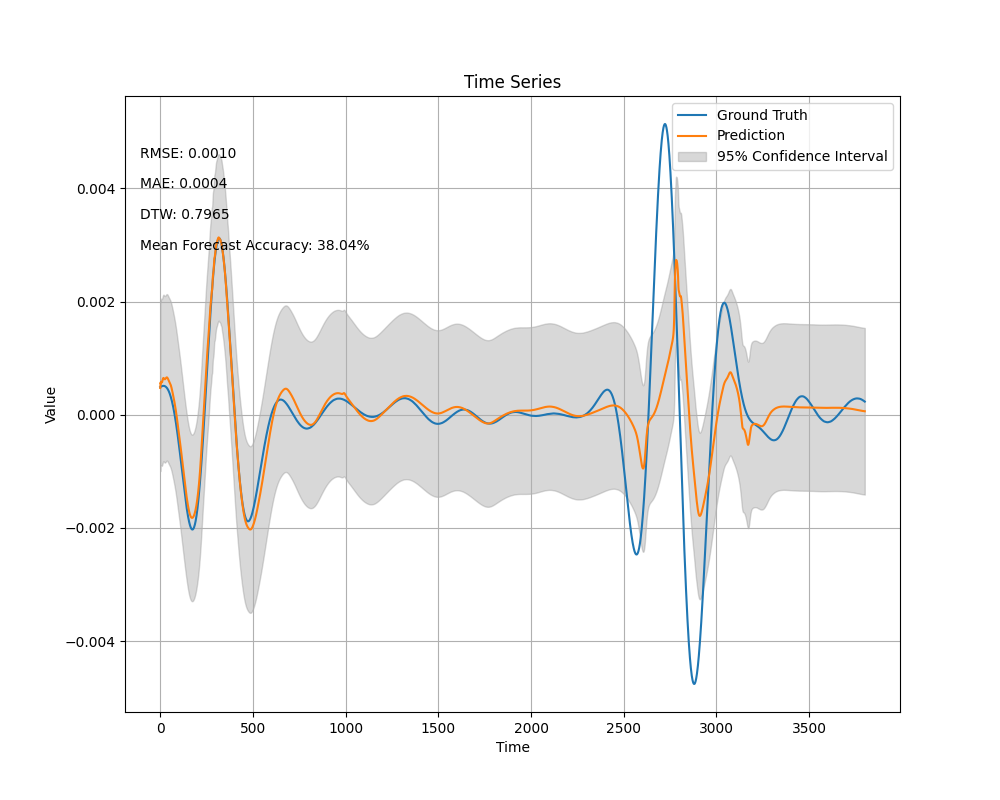 Time Series
Ground Truth
Prediction
95% Confidence Interval
RMSE: 0.0010
MAE: 0.0004
DTW: 0.7965
Mean Forecast Accuracy: 38.04%
Value
0.004
0.002
0.000
−0.002
−0.004
0 500 1000 1500 2000 2500 3000 3500
Time